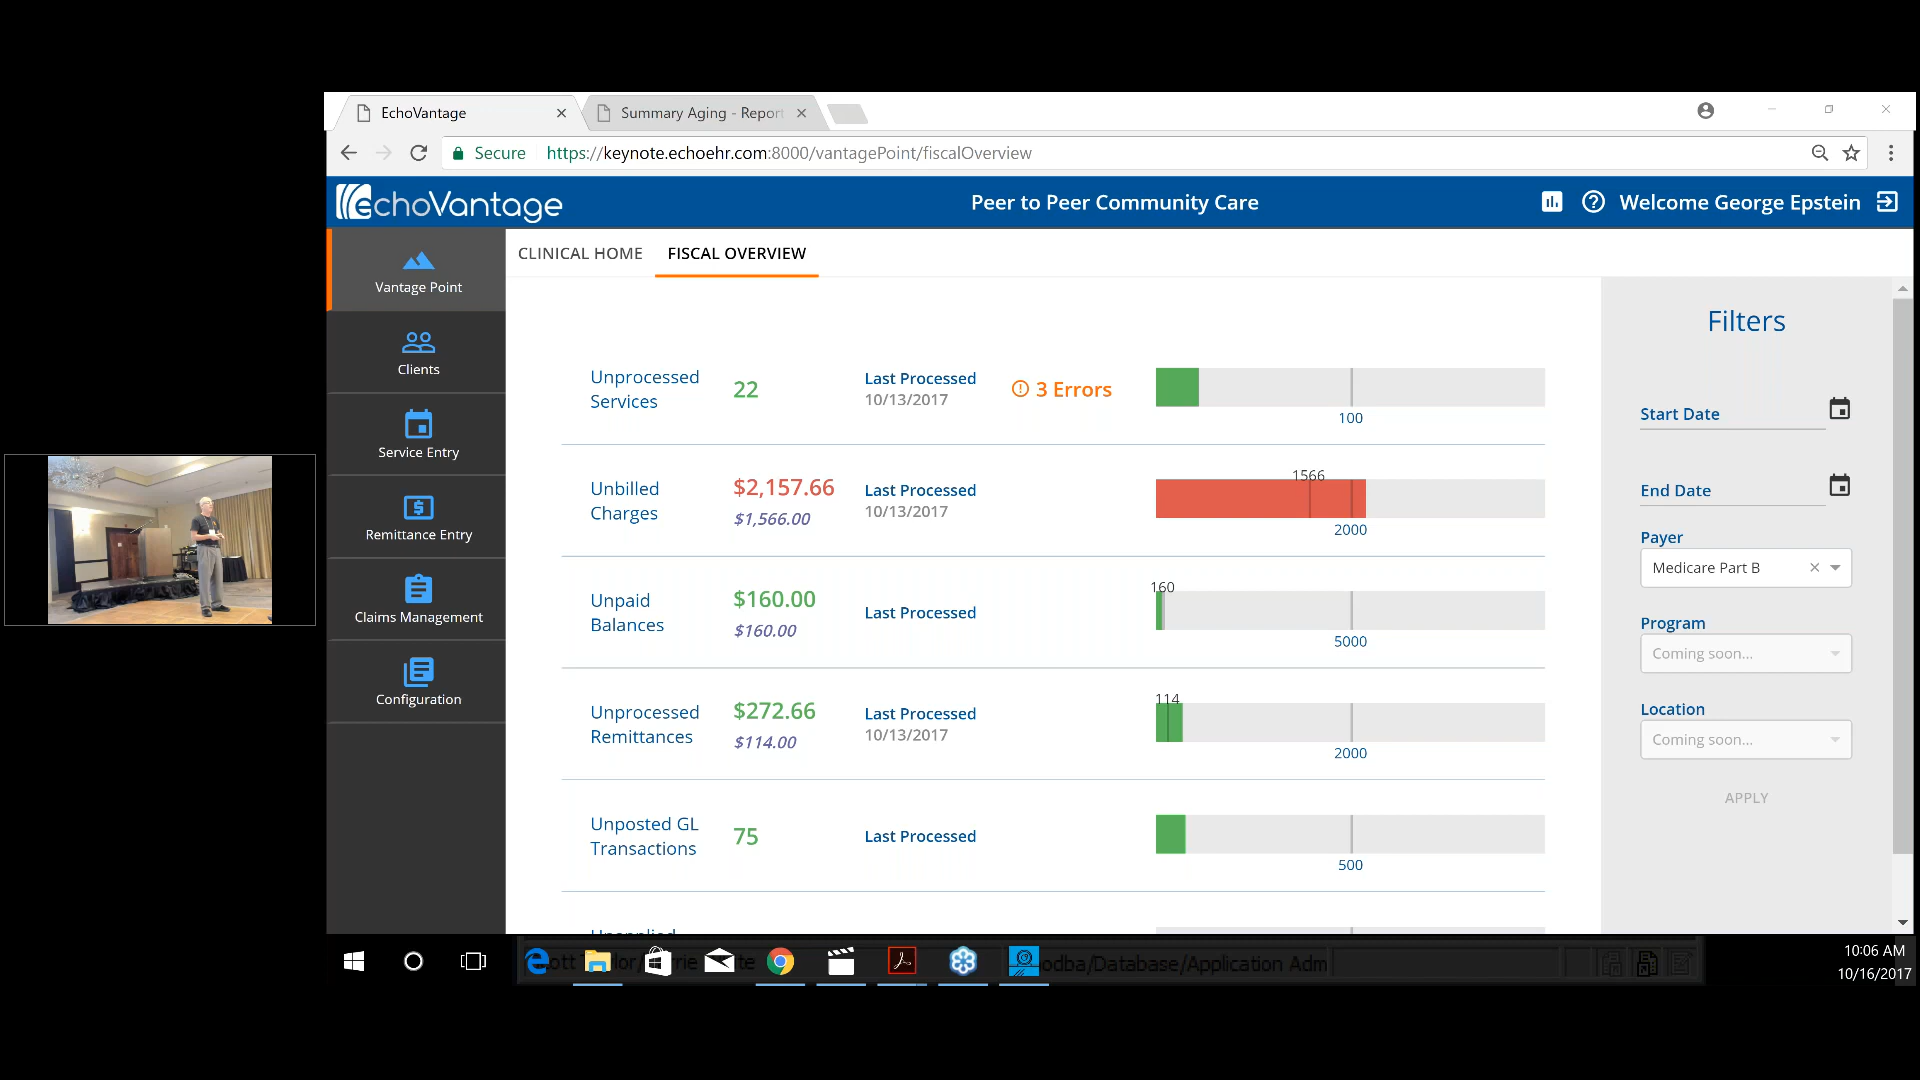 EchoVantage
Summary Aging - Report
Secure https://keynote.echoehr.com:8000/vantagePoint/fiscalOverview
echoVantage
Peer to Peer Community Care
Welcome George Epstein
Vantage Point
Clients
Service Entry
Remittance Entry
Claims Management
Configuration
CLINICAL HOME
FISCAL OVERVIEW
Unprocessed
Services
22
Last Processed
10/13/2017
3 Errors
100
Unbilled
Charges
$2,157.66
$1,566.00
Last Processed
10/13/2017
1566
2000
Unpaid
Balances
$160.00
$160.00
Last Processed
160
5000
Unprocessed
Remittances
$272.66
$114.00
Last Processed
10/13/2017
114
2000
Unposted GL
Transactions
75
Last Processed
500
Filters
Start Date
End Date
Payer
Medicare Part B
Program
Coming soon...
Location
Coming soon...
APPLY
odba/Database/Application Adm
10:06 AM
10/16/2017